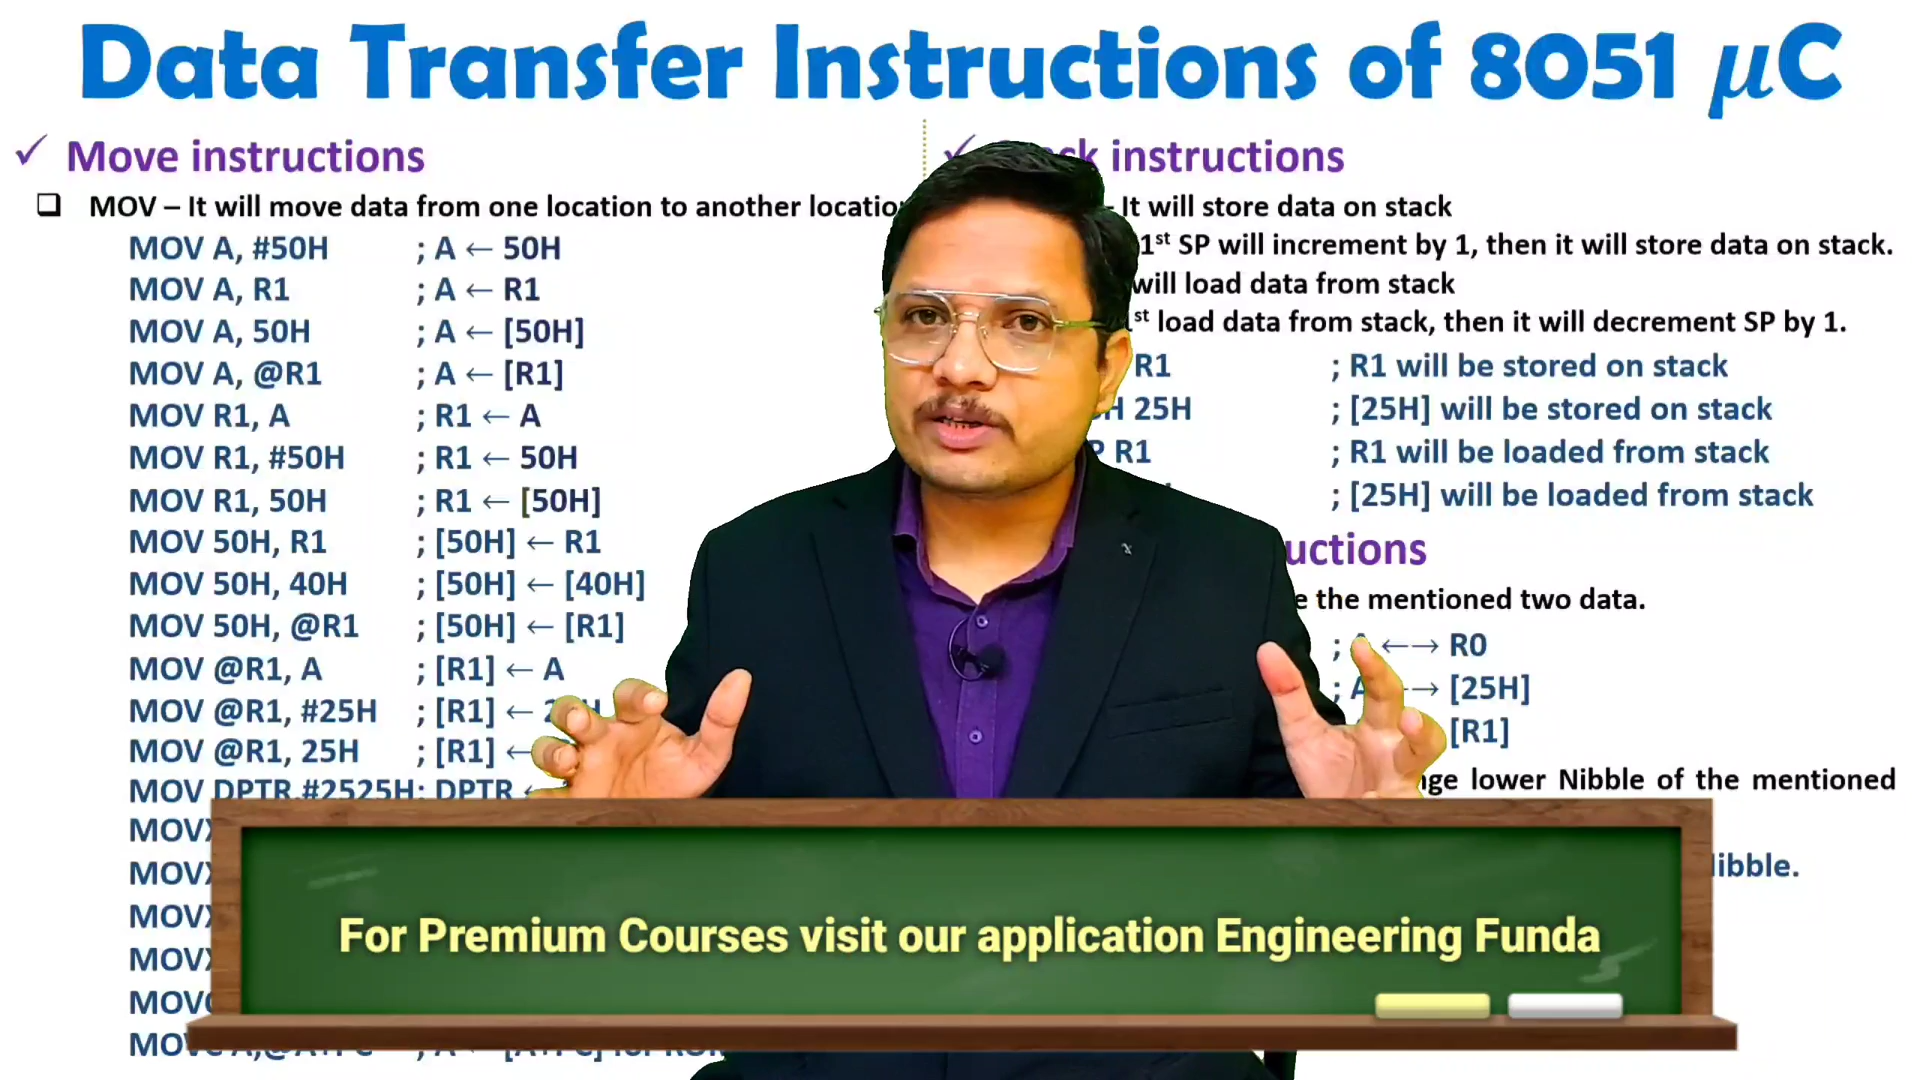 Data Transfer Instructions of 8051 μC
✓ Move instructions
❑ MOV – It will move data from one location to another
MOV A, #50H ; A ← 50H
MOV A, R1 ; A ← R1
MOV A, 50H ; A ← [50H]
MOV A, @R1 ; A ← [R1]
MOV R1, A ; R1 ← A
MOV R1, #50H ; R1 ← 50H
MOV R1, 50H ; R1 ← [50H]
MOV 50H, R1 ; [50H] ← R1
MOV 50H, 40H ; [50H] ← [40H]
MOV 50H, @R1 ; [50H] ← [R1]
MOV @R1, A ; [R1] ← A
MOV @R1, #25H ; [R1] ←
MOV @R1, 25H ; [R1] ←
MOV DPTR,#2525H; DPTR
✓ instructions
It will store data on stack
1st SP will increment by 1, then it will store data on stack.
will load data from stack
load data from stack, then it will decrement SP by 1.
R1 ; R1 will be stored on stack
25H ; [25H] will be stored on stack
R1 ; R1 will be loaded from stack
; [25H] will be loaded from stack
the mentioned two data.
; ←→ R0
; → [25H]
[R1]
lower Nibble of the mentioned
For Premium Courses visit our application Engineering Funda